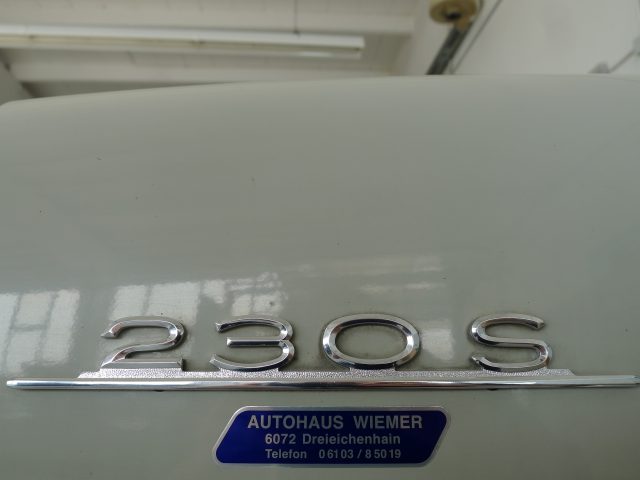 230S
AUTOHAUS WIEMER
6072 Dreieichenhain
Telefon 06103/85019